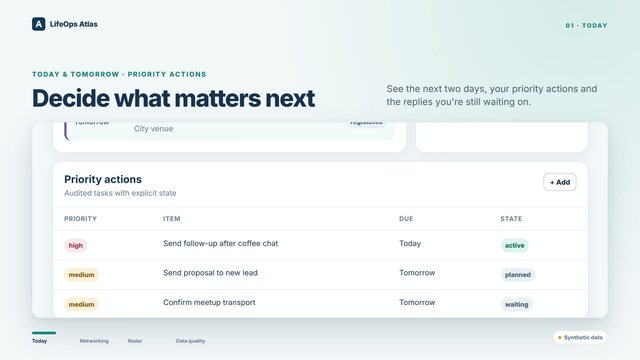 A LifeOps Atlas
01 · TODAY
TODAY & TOMORROW · PRIORITY ACTIONS
Decide what matters next
See the next two days, your priority actions and
the replies you're still waiting on.
Tomorrow
registered
City venue
Priority actions
Audited tasks with explicit state
+ Add
PRIORITY ITEM DUE STATE
high Send follow-up after coffee chat Today active
medium Send proposal to new lead Tomorrow planned
medium Confirm meetup transport Tomorrow waiting
Today Networking Radar Data quality
Synthetic data